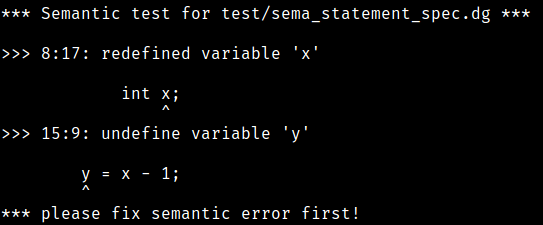 *** Semantic test for test/sema_statement_spec.dg ***
>>> 8:17: redefined variable 'x'
int x;
^
>>> 15:9: undefine variable 'y'
y = x - 1;
^
*** please fix semantic error first!